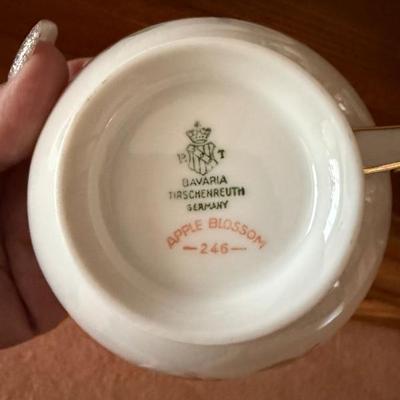 P T
BAVARIA
TIRSCHENREUTH
GERMANY
APPLE BLOSSOM
—246—